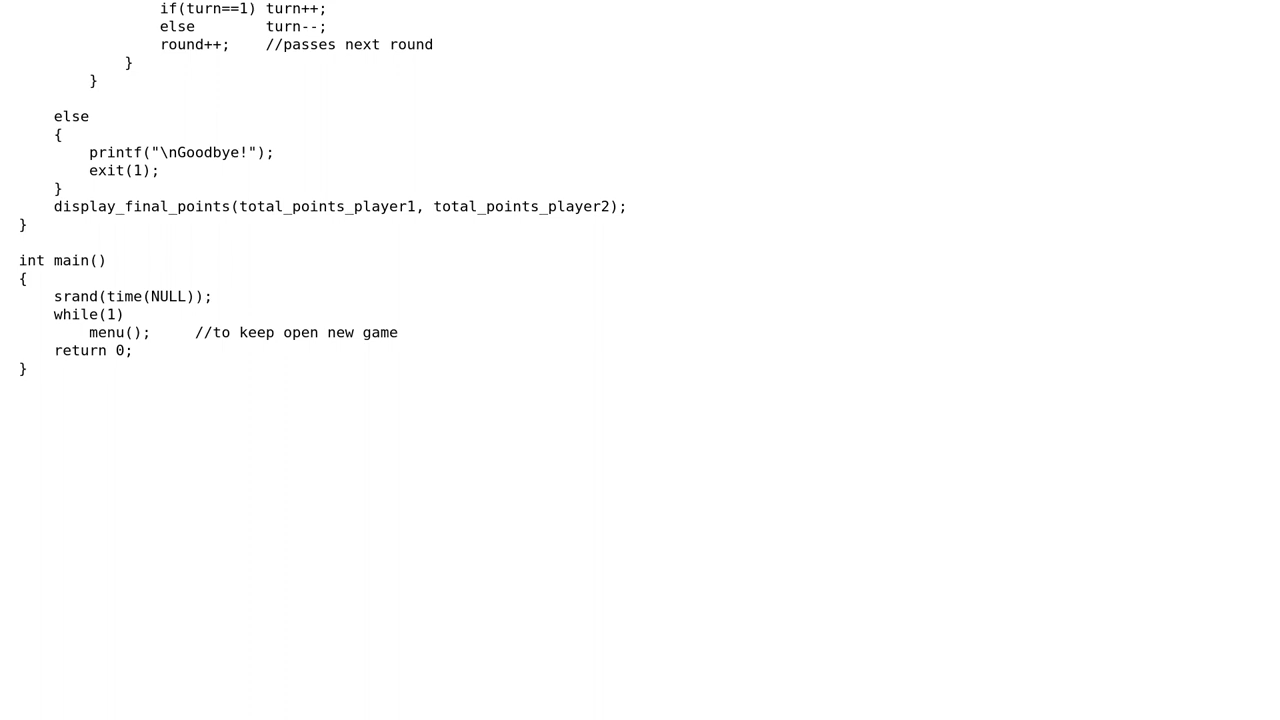 if(turn==1) turn++;
                else        turn--;
                round++;    //passes next round
            }
        }

    else
    {
        printf("\nGoodbye!");
        exit(1);
    }
    display_final_points(total_points_player1, total_points_player2);
}

int main()
{
    srand(time(NULL));
    while(1)
        menu();     //to keep open new game
    return 0;
}